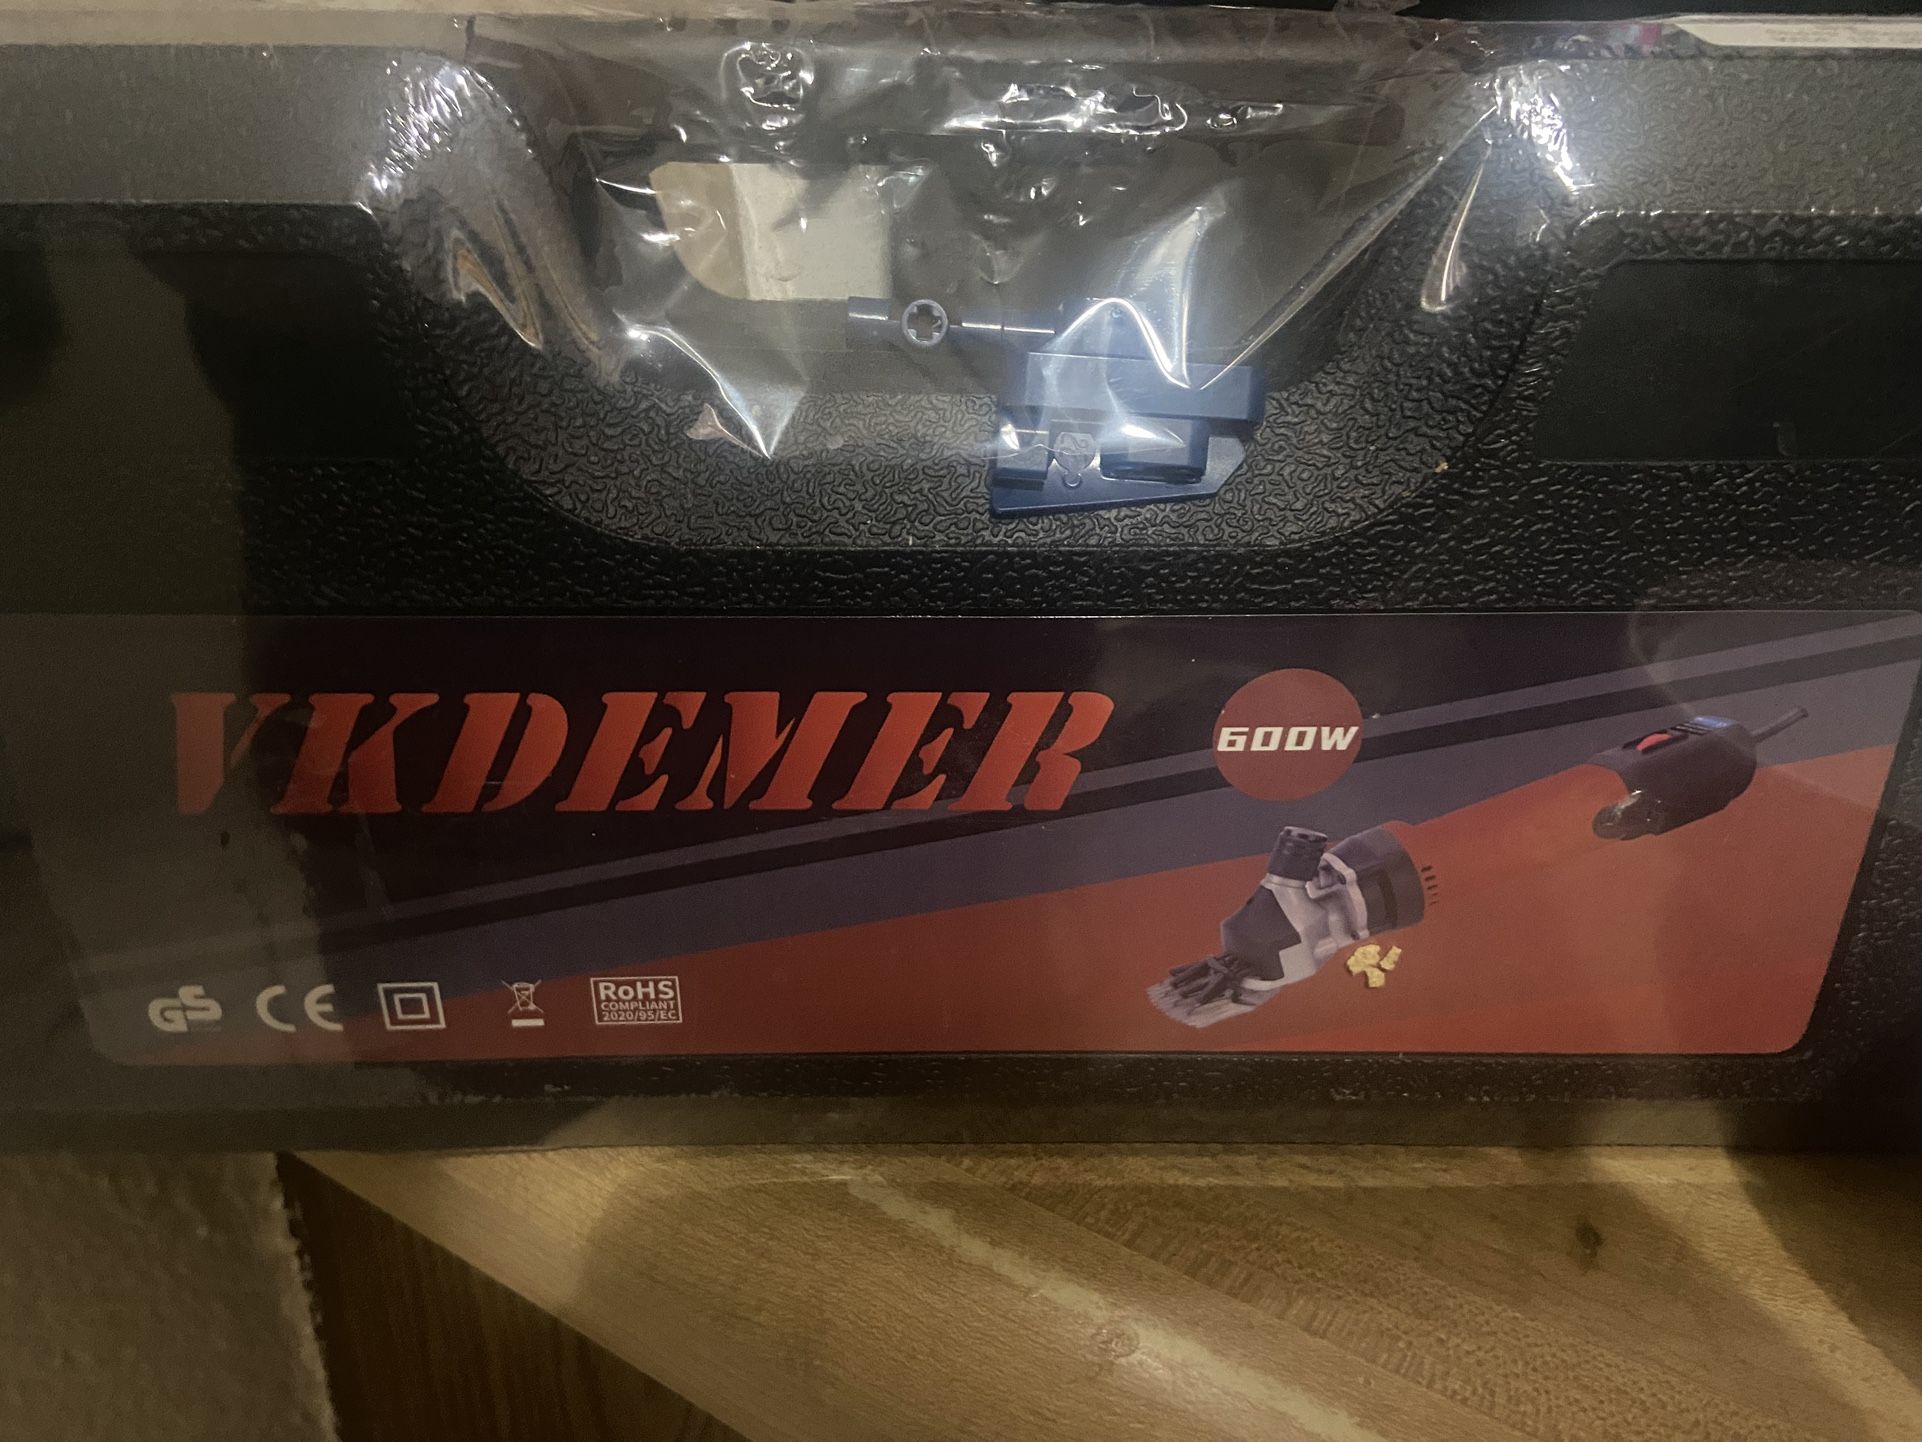 VKDEMER
600W
GS
CE
RoHS
COMPLIANT
2020/95/EC